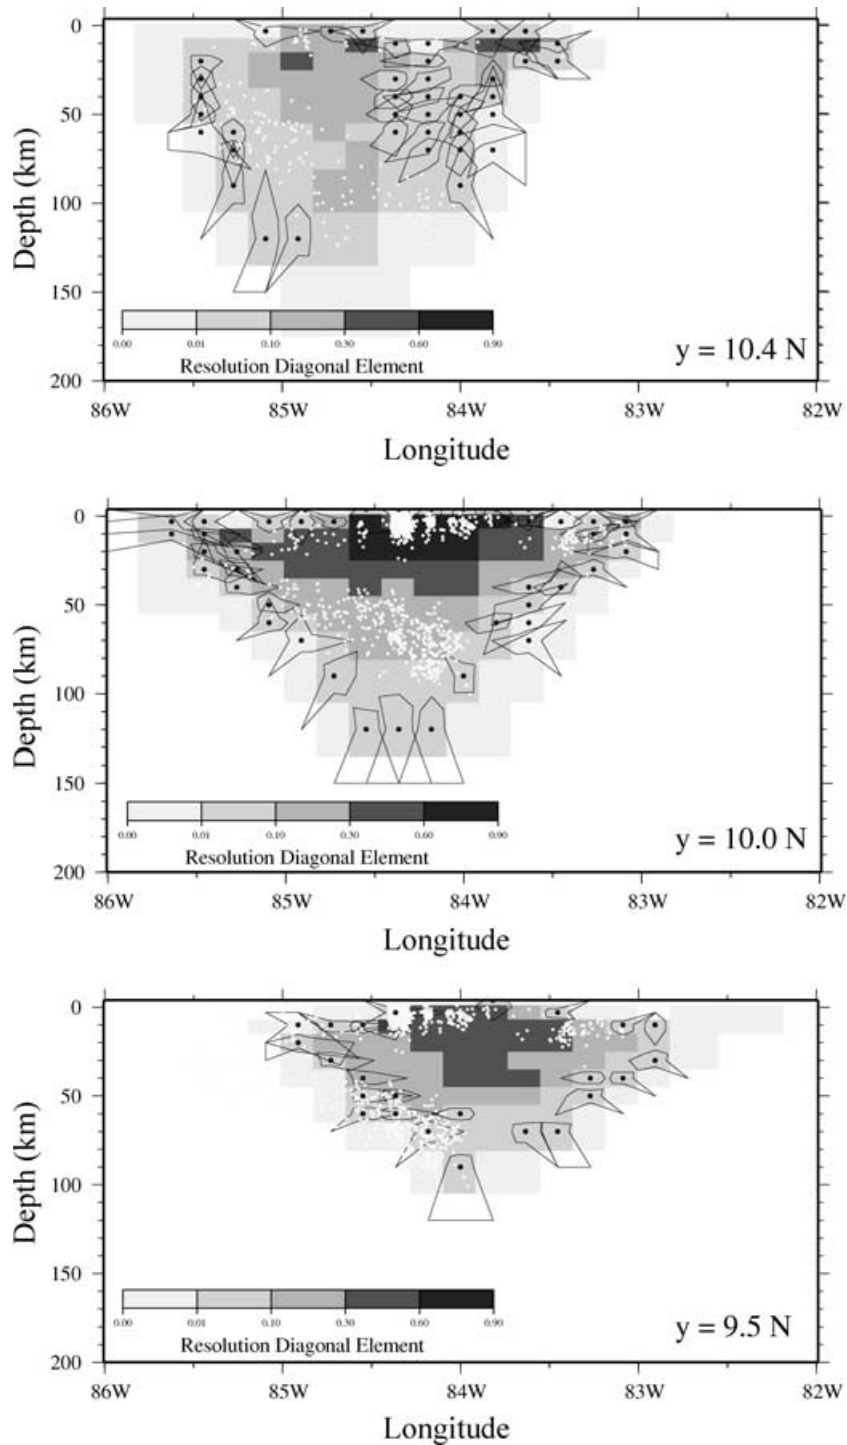 0
50
100
150
200
Depth (km)
0.00 0.01 0.10 0.30 0.60 0.90
Resolution Diagonal Element
y = 10.4 N
86W 85W 84W 83W 82W
Longitude
0
50
100
150
200
Depth (km)
0.00 0.01 0.10 0.30 0.60 0.90
Resolution Diagonal Element
y = 10.0 N
86W 85W 84W 83W 82W
Longitude
0
50
100
150
200
Depth (km)
0.00 0.01 0.10 0.30 0.60 0.90
Resolution Diagonal Element
y = 9.5 N
86W 85W 84W 83W 82W
Longitude